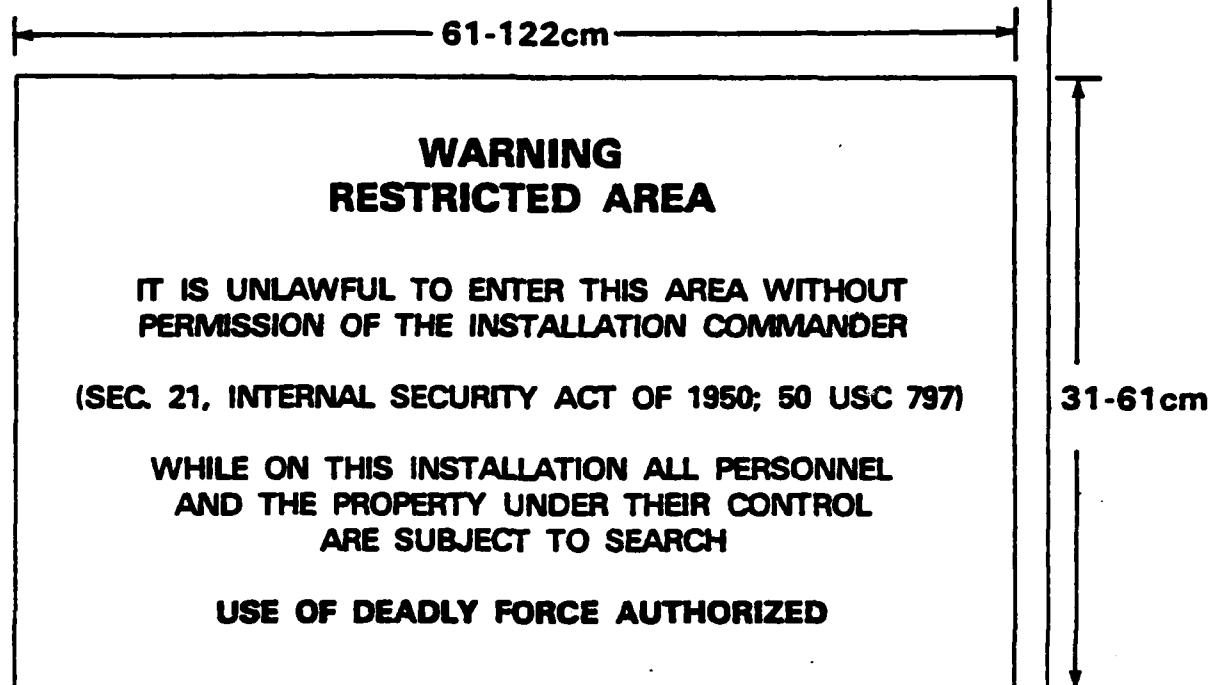 61-122cm
WARNING
RESTRICTED AREA
IT IS UNLAWFUL TO ENTER THIS AREA WITHOUT
PERMISSION OF THE INSTALLATION COMMANDER
(SEC. 21, INTERNAL SECURITY ACT OF 1950; 50 USC 797)
31-61cm
WHILE ON THIS INSTALLATION ALL PERSONNEL
AND THE PROPERTY UNDER THEIR CONTROL
ARE SUBJECT TO SEARCH
USE OF DEADLY FORCE AUTHORIZED